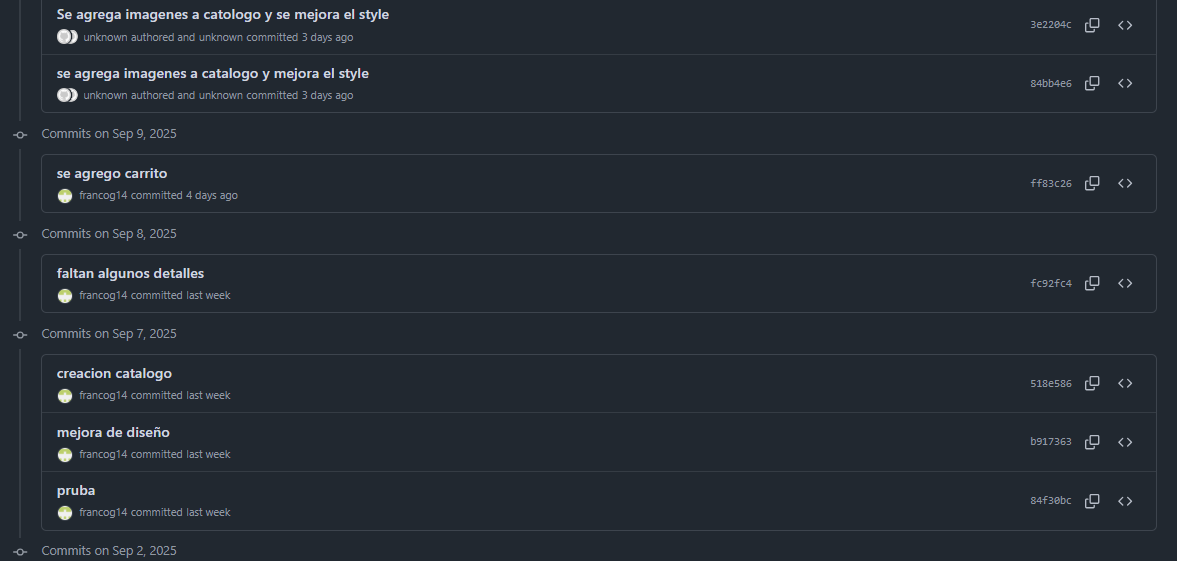 Se agrega imagenes a catologo y se mejora el style
3e2204c
unknown authored and unknown committed 3 days ago
se agrega imagenes a catalogo y mejora el style
84bb4e6
unknown authored and unknown committed 3 days ago
Commits on Sep 9, 2025
se agrego carrito
ff83c26
francog14 committed 4 days ago
Commits on Sep 8, 2025
faltan algunos detalles
fc92fc4
francog14 committed last week
Commits on Sep 7, 2025
creacion catalogo
518e586
francog14 committed last week
mejora de diseño
b917363
francog14 committed last week
pruba
84f30bc
francog14 committed last week
Commits on Sep 2, 2025